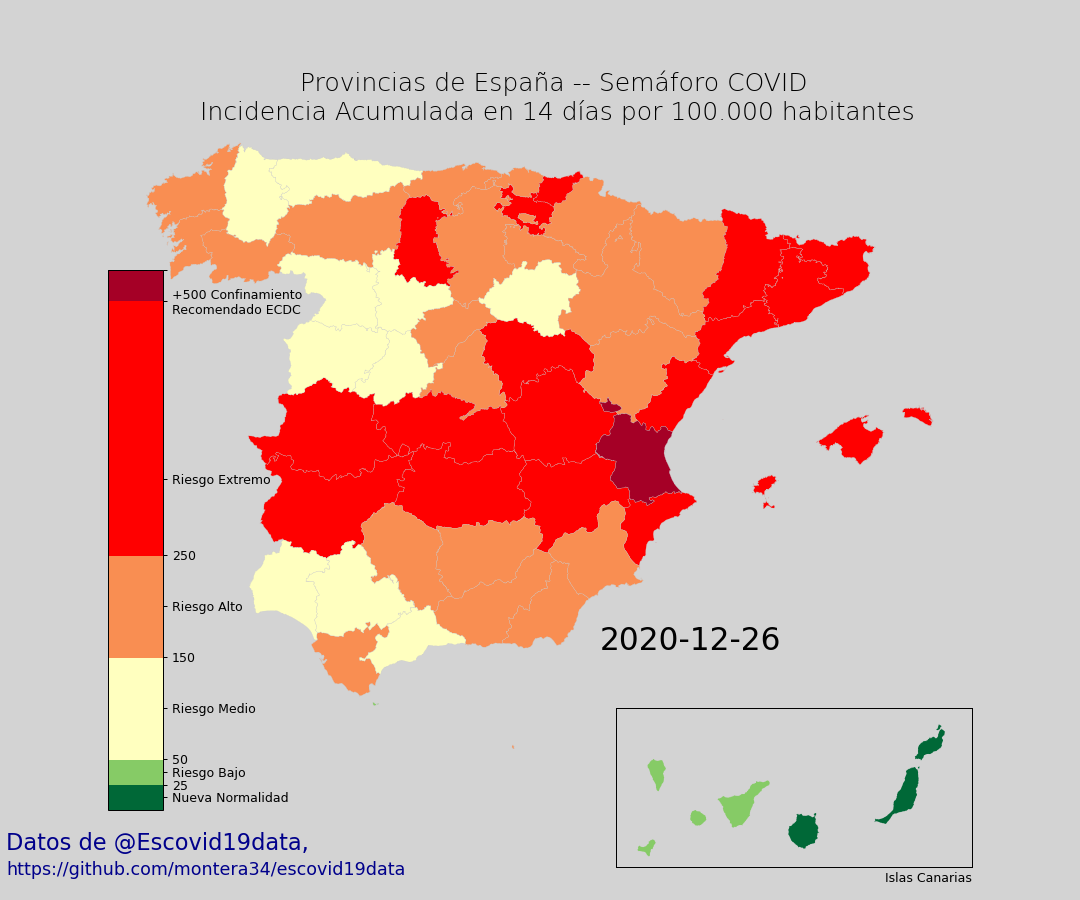 Provincias de España -- Semáforo COVID
Incidencia Acumulada en 14 días por 100.000 habitantes
+500 Confinamiento
Recomendado ECDC
Riesgo Extremo
250
Riesgo Alto
150
Riesgo Medio
50
Riesgo Bajo
25
Nueva Normalidad
2020-12-26
Islas Canarias
Datos de @Escovid19data,
https://github.com/montera34/escovid19data